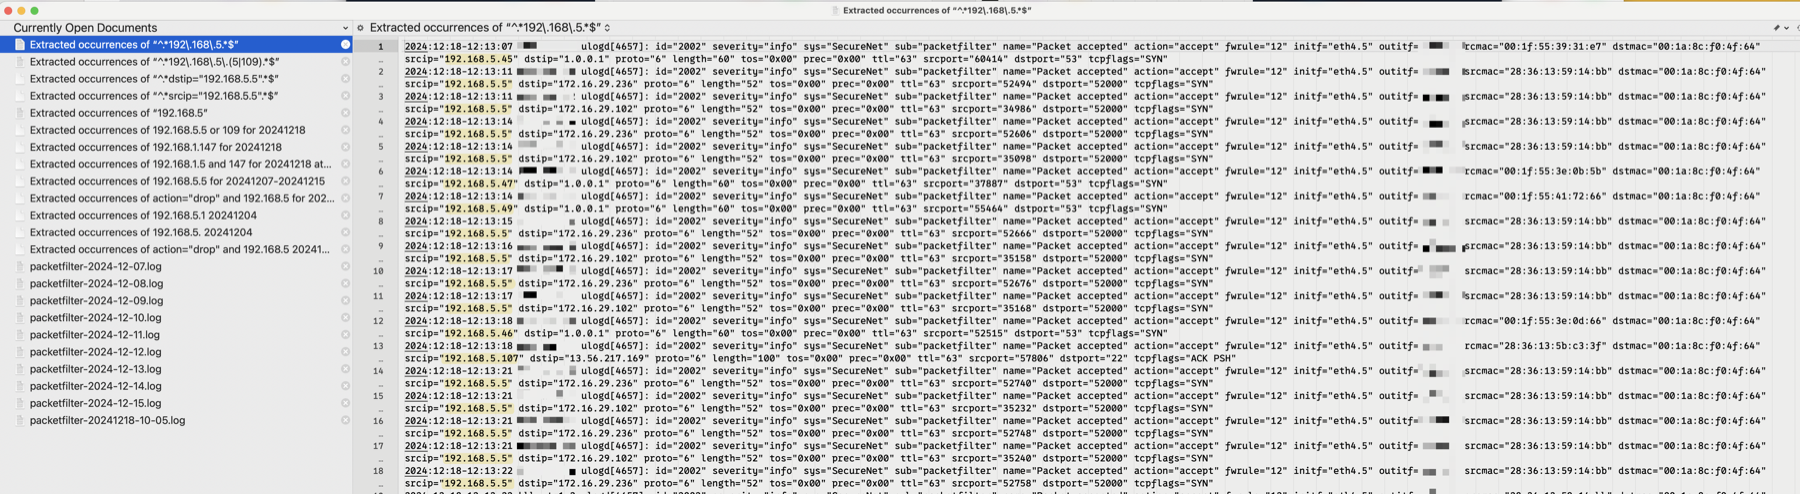 Extracted occurrences of “^.*192\.168\.5.*$”
Currently Open Documents
Extracted occurrences of “^.*192\.168\.5.*$”
Extracted occurrences of “^.*192\.168\.5\.(5|109).*$”
Extracted occurrences of “^.*dstip="192.168.5.5".*$”
Extracted occurrences of “^.*srcip="192.168.5.5".*$”
Extracted occurrences of “"192.168.5”
Extracted occurrences of 192.168.5.5 or 109 for 20241218
Extracted occurrences of 192.168.1.147 for 20241218
Extracted occurrences of 192.168.1.5 and 147 for 20241218 at...
Extracted occurrences of 192.168.5.5 for 20241207-20241215
Extracted occurrences of action="drop" and 192.168.5 for 202...
Extracted occurrences of 192.168.5.1 20241204
Extracted occurrences of 192.168.5. 20241204
Extracted occurrences of action="drop" and 192.168.5 20241...
packetfilter-2024-12-07.log
packetfilter-2024-12-08.log
packetfilter-2024-12-09.log
packetfilter-2024-12-10.log
packetfilter-2024-12-11.log
packetfilter-2024-12-12.log
packetfilter-2024-12-13.log
packetfilter-2024-12-14.log
packetfilter-2024-12-15.log
packetfilter-20241218-10-05.log
Extracted occurrences of “^.*192\.168\.5.*$”
1 2024:12:18-12:13:07 ulogd[4657]: id="2002" severity="info" sys="SecureNet" sub="packetfilter" name="Packet accepted" action="accept" fwrule="12" initf="eth4.5" outitf= rcmac="00:1f:55:39:31:e7" dstmac="00:1a:8c:f0:4f:64"
srcip="192.168.5.45" dstip="1.0.0.1" proto="6" length="60" tos="0x00" prec="0x00" ttl="63" srcport="60414" dstport="53" tcpflags="SYN"
2 2024:12:18-12:13:11 ulogd[4657]: id="2002" severity="info" sys="SecureNet" sub="packetfilter" name="Packet accepted" action="accept" fwrule="12" initf="eth4.5" outitf= srcmac="28:36:13:59:14:bb" dstmac="00:1a:8c:f0:4f:64"
srcip="192.168.5.5" dstip="172.16.29.236" proto="6" length="52" tos="0x00" prec="0x00" ttl="63" srcport="52494" dstport="52000" tcpflags="SYN"
3 2024:12:18-12:13:11 ulogd[4657]: id="2002" severity="info" sys="SecureNet" sub="packetfilter" name="Packet accepted" action="accept" fwrule="12" initf="eth4.5" outitf= srcmac="28:36:13:59:14:bb" dstmac="00:1a:8c:f0:4f:64"
srcip="192.168.5.5" dstip="172.16.29.102" proto="6" length="52" tos="0x00" prec="0x00" ttl="63" srcport="34986" dstport="52000" tcpflags="SYN"
4 2024:12:18-12:13:14 ulogd[4657]: id="2002" severity="info" sys="SecureNet" sub="packetfilter" name="Packet accepted" action="accept" fwrule="12" initf="eth4.5" outitf= srcmac="28:36:13:59:14:bb" dstmac="00:1a:8c:f0:4f:64"
srcip="192.168.5.5" dstip="172.16.29.236" proto="6" length="52" tos="0x00" prec="0x00" ttl="63" srcport="52606" dstport="52000" tcpflags="SYN"
5 2024:12:18-12:13:14 ulogd[4657]: id="2002" severity="info" sys="SecureNet" sub="packetfilter" name="Packet accepted" action="accept" fwrule="12" initf="eth4.5" outitf= srcmac="28:36:13:59:14:bb" dstmac="00:1a:8c:f0:4f:64"
srcip="192.168.5.5" dstip="172.16.29.102" proto="6" length="52" tos="0x00" prec="0x00" ttl="63" srcport="35098" dstport="52000" tcpflags="SYN"
6 2024:12:18-12:13:14 ulogd[4657]: id="2002" severity="info" sys="SecureNet" sub="packetfilter" name="Packet accepted" action="accept" fwrule="12" initf="eth4.5" outitf= rcmac="00:1f:55:3e:0b:5b" dstmac="00:1a:8c:f0:4f:64"
srcip="192.168.5.47" dstip="1.0.0.1" proto="6" length="60" tos="0x00" prec="0x00" ttl="63" srcport="37887" dstport="53" tcpflags="SYN"
7 2024:12:18-12:13:14 ulogd[4657]: id="2002" severity="info" sys="SecureNet" sub="packetfilter" name="Packet accepted" action="accept" fwrule="12" initf="eth4.5" outitf= rcmac="00:1f:55:41:72:66" dstmac="00:1a:8c:f0:4f:64"
srcip="192.168.5.49" dstip="1.0.0.1" proto="6" length="60" tos="0x00" prec="0x00" ttl="63" srcport="55464" dstport="53" tcpflags="SYN"
8 2024:12:18-12:13:15 ulogd[4657]: id="2002" severity="info" sys="SecureNet" sub="packetfilter" name="Packet accepted" action="accept" fwrule="12" initf="eth4.5" outitf= srcmac="28:36:13:59:14:bb" dstmac="00:1a:8c:f0:4f:64"
srcip="192.168.5.5" dstip="172.16.29.236" proto="6" length="52" tos="0x00" prec="0x00" ttl="63" srcport="52666" dstport="52000" tcpflags="SYN"
9 2024:12:18-12:13:16 ulogd[4657]: id="2002" severity="info" sys="SecureNet" sub="packetfilter" name="Packet accepted" action="accept" fwrule="12" initf="eth4.5" outitf= srcmac="28:36:13:59:14:bb" dstmac="00:1a:8c:f0:4f:64"
srcip="192.168.5.5" dstip="172.16.29.102" proto="6" length="52" tos="0x00" prec="0x00" ttl="63" srcport="35158" dstport="52000" tcpflags="SYN"
10 2024:12:18-12:13:17 ulogd[4657]: id="2002" severity="info" sys="SecureNet" sub="packetfilter" name="Packet accepted" action="accept" fwrule="12" initf="eth4.5" outitf= srcmac="28:36:13:59:14:bb" dstmac="00:1a:8c:f0:4f:64"
srcip="192.168.5.5" dstip="172.16.29.236" proto="6" length="52" tos="0x00" prec="0x00" ttl="63" srcport="52676" dstport="52000" tcpflags="SYN"
11 2024:12:18-12:13:17 ulogd[4657]: id="2002" severity="info" sys="SecureNet" sub="packetfilter" name="Packet accepted" action="accept" fwrule="12" initf="eth4.5" outitf= srcmac="28:36:13:59:14:bb" dstmac="00:1a:8c:f0:4f:64"
srcip="192.168.5.5" dstip="172.16.29.102" proto="6" length="52" tos="0x00" prec="0x00" ttl="63" srcport="35168" dstport="52000" tcpflags="SYN"
12 2024:12:18-12:13:18 ulogd[4657]: id="2002" severity="info" sys="SecureNet" sub="packetfilter" name="Packet accepted" action="accept" fwrule="12" initf="eth4.5" outitf= rcmac="00:1f:55:3e:0d:66" dstmac="00:1a:8c:f0:4f:64"
srcip="192.168.5.46" dstip="1.0.0.1" proto="6" length="60" tos="0x00" prec="0x00" ttl="63" srcport="52515" dstport="53" tcpflags="SYN"
13 2024:12:18-12:13:18 ulogd[4657]: id="2002" severity="info" sys="SecureNet" sub="packetfilter" name="Packet accepted" action="accept" fwrule="12" initf="eth4.5" outitf= rcmac="28:36:13:5b:c3:3f" dstmac="00:1a:8c:f0:4f:64"
srcip="192.168.5.107" dstip="13.56.217.169" proto="6" length="100" tos="0x00" prec="0x00" ttl="63" srcport="57806" dstport="22" tcpflags="ACK PSH"
14 2024:12:18-12:13:21 ulogd[4657]: id="2002" severity="info" sys="SecureNet" sub="packetfilter" name="Packet accepted" action="accept" fwrule="12" initf="eth4.5" outitf= srcmac="28:36:13:59:14:bb" dstmac="00:1a:8c:f0:4f:64"
srcip="192.168.5.5" dstip="172.16.29.236" proto="6" length="52" tos="0x00" prec="0x00" ttl="63" srcport="52740" dstport="52000" tcpflags="SYN"
15 2024:12:18-12:13:21 ulogd[4657]: id="2002" severity="info" sys="SecureNet" sub="packetfilter" name="Packet accepted" action="accept" fwrule="12" initf="eth4.5" outitf= srcmac="28:36:13:59:14:bb" dstmac="00:1a:8c:f0:4f:64"
srcip="192.168.5.5" dstip="172.16.29.102" proto="6" length="52" tos="0x00" prec="0x00" ttl="63" srcport="35232" dstport="52000" tcpflags="SYN"
16 2024:12:18-12:13:21 ulogd[4657]: id="2002" severity="info" sys="SecureNet" sub="packetfilter" name="Packet accepted" action="accept" fwrule="12" initf="eth4.5" outitf= srcmac="28:36:13:59:14:bb" dstmac="00:1a:8c:f0:4f:64"
srcip="192.168.5.5" dstip="172.16.29.236" proto="6" length="52" tos="0x00" prec="0x00" ttl="63" srcport="52748" dstport="52000" tcpflags="SYN"
17 2024:12:18-12:13:21 ulogd[4657]: id="2002" severity="info" sys="SecureNet" sub="packetfilter" name="Packet accepted" action="accept" fwrule="12" initf="eth4.5" outitf= srcmac="28:36:13:59:14:bb" dstmac="00:1a:8c:f0:4f:64"
srcip="192.168.5.5" dstip="172.16.29.102" proto="6" length="52" tos="0x00" prec="0x00" ttl="63" srcport="35240" dstport="52000" tcpflags="SYN"
18 2024:12:18-12:13:22 ulogd[4657]: id="2002" severity="info" sys="SecureNet" sub="packetfilter" name="Packet accepted" action="accept" fwrule="12" initf="eth4.5" outitf= srcmac="28:36:13:59:14:bb" dstmac="00:1a:8c:f0:4f:64"
srcip="192.168.5.5" dstip="172.16.29.236" proto="6" length="52" tos="0x00" prec="0x00" ttl="63" srcport="52758" dstport="52000" tcpflags="SYN"